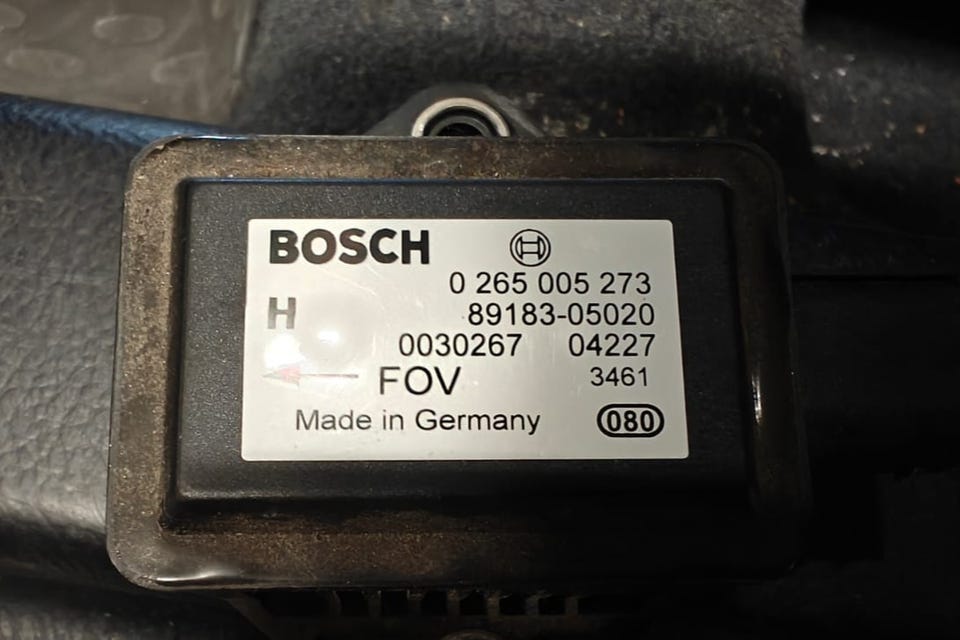 BOSCH
0 265 005 273
H 89183-05020
0030267 04227
FOV 3461
Made in Germany 080